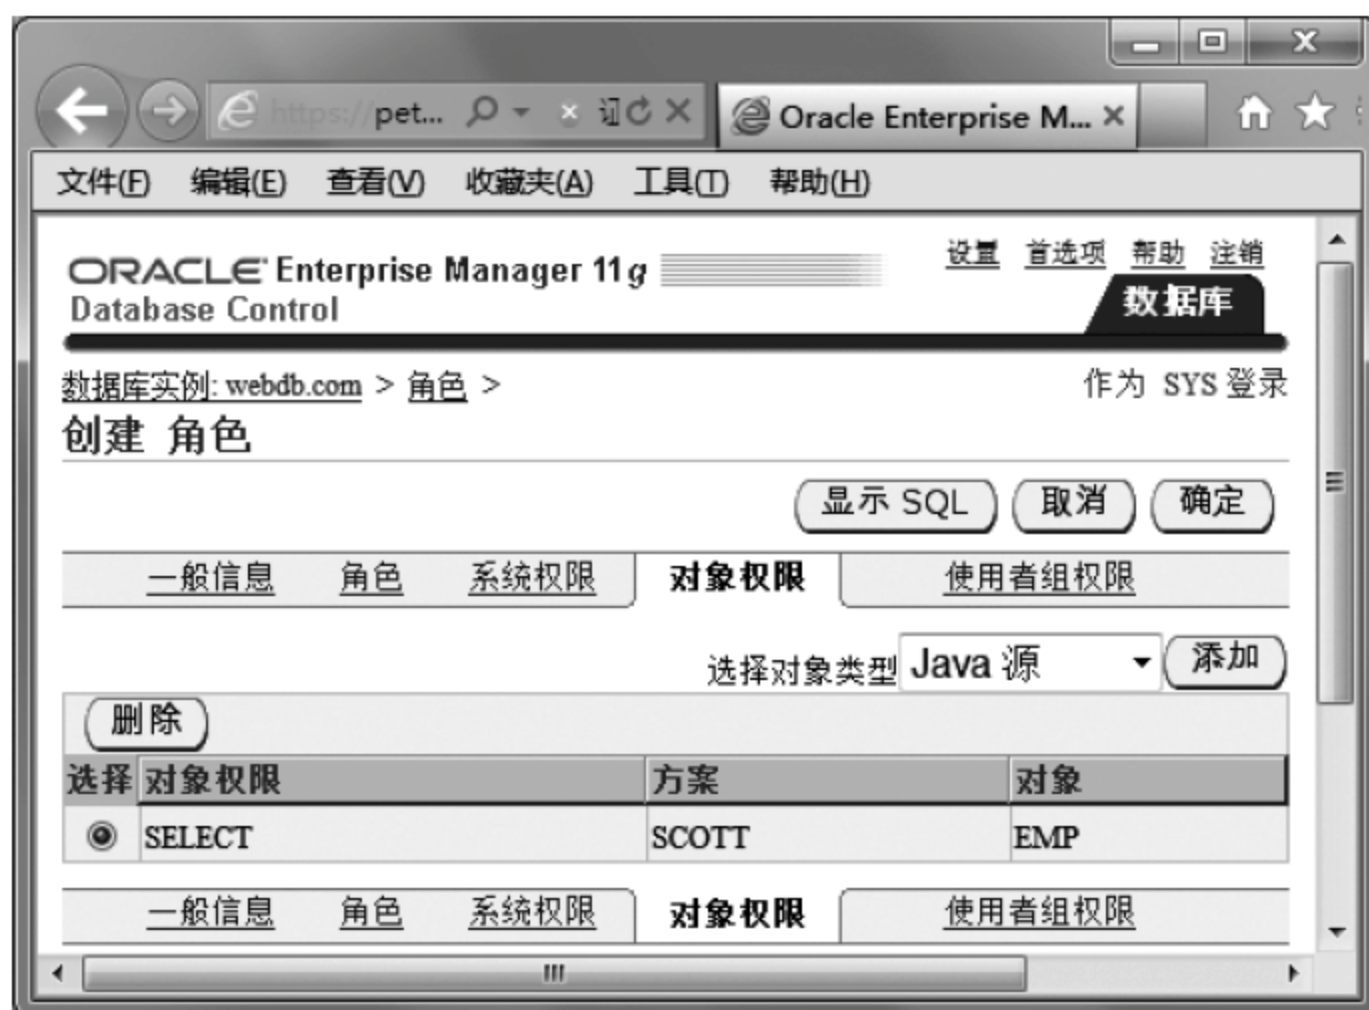 https://pet...
Oracle Enterprise M...
文件(F) 编辑(E) 查看(V) 收藏夹(A) 工具(T) 帮助(H)
ORACLE Enterprise Manager 11g
Database Control
设置 首选项 帮助 注销
数据库
数据库实例: webdb.com > 角色 >
作为 SYS 登录
创建 角色
显示 SQL 取消 确定
一般信息 角色 系统权限 对象权限 使用者组权限
选择对象类型 Java 源 添加
删除
选择 对象权限 方案 对象
SELECT SCOTT EMP
一般信息 角色 系统权限 对象权限 使用者组权限